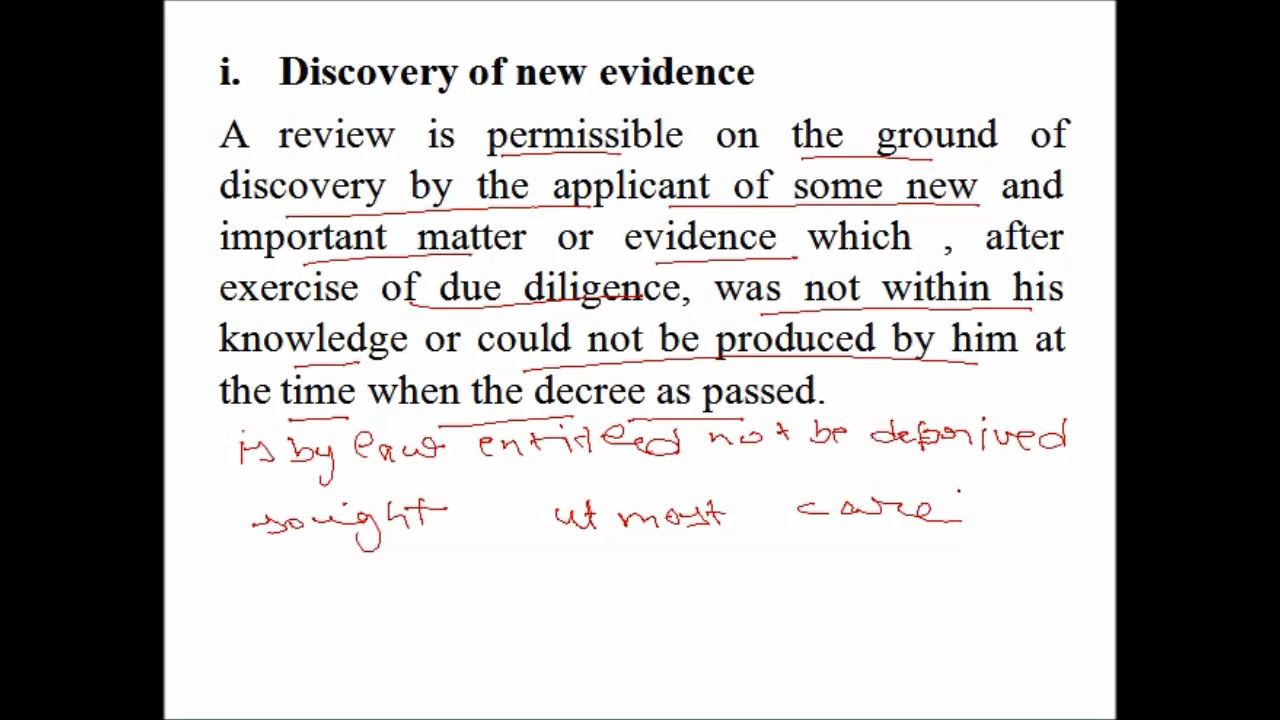 i. Discovery of new evidence
A review is permissible on the ground of
discovery by the applicant of some new and
important matter or evidence which , after
exercise of due diligence, was not within his
knowledge or could not be produced by him at
the time when the decree as passed.
is by law entitled not be deprived
sought utmost care